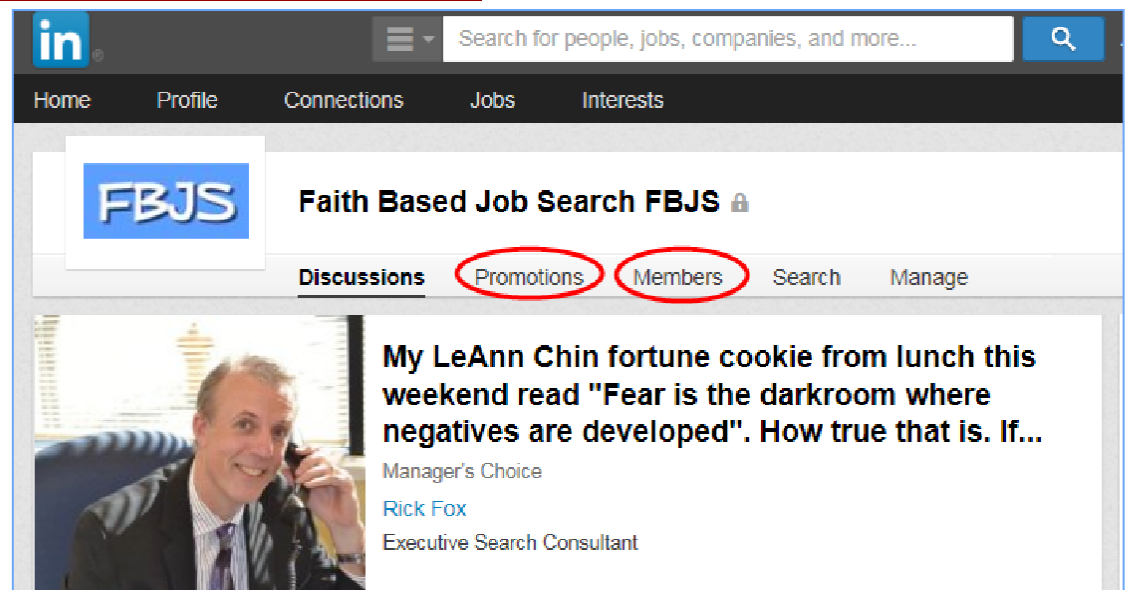 in
Search for people, jobs, companies, and more...
Home Profile Connections Jobs Interests
FBJS
Faith Based Job Search FBJS
Discussions Promotions Members Search Manage
My LeAnn Chin fortune cookie from lunch this
weekend read "Fear is the darkroom where
negatives are developed". How true that is. If...
Manager's Choice
Rick Fox
Executive Search Consultant